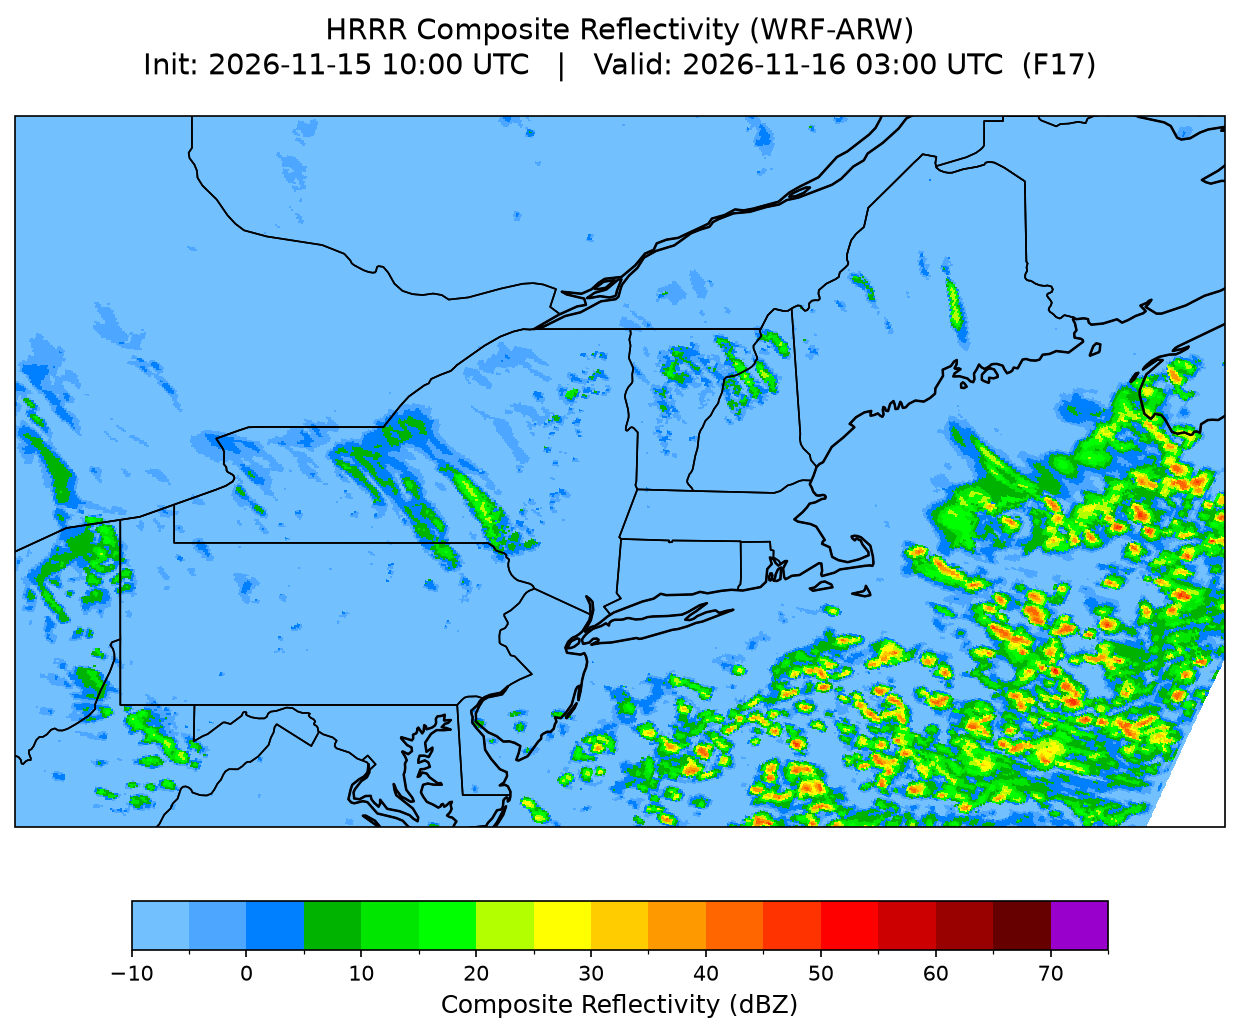 HRRR Composite Reflectivity (WRF-ARW)
Init: 2026-11-15 10:00 UTC   |   Valid: 2026-11-16 03:00 UTC  (F17)
−10 0 10 20 30 40 50 60 70
Composite Reflectivity (dBZ)